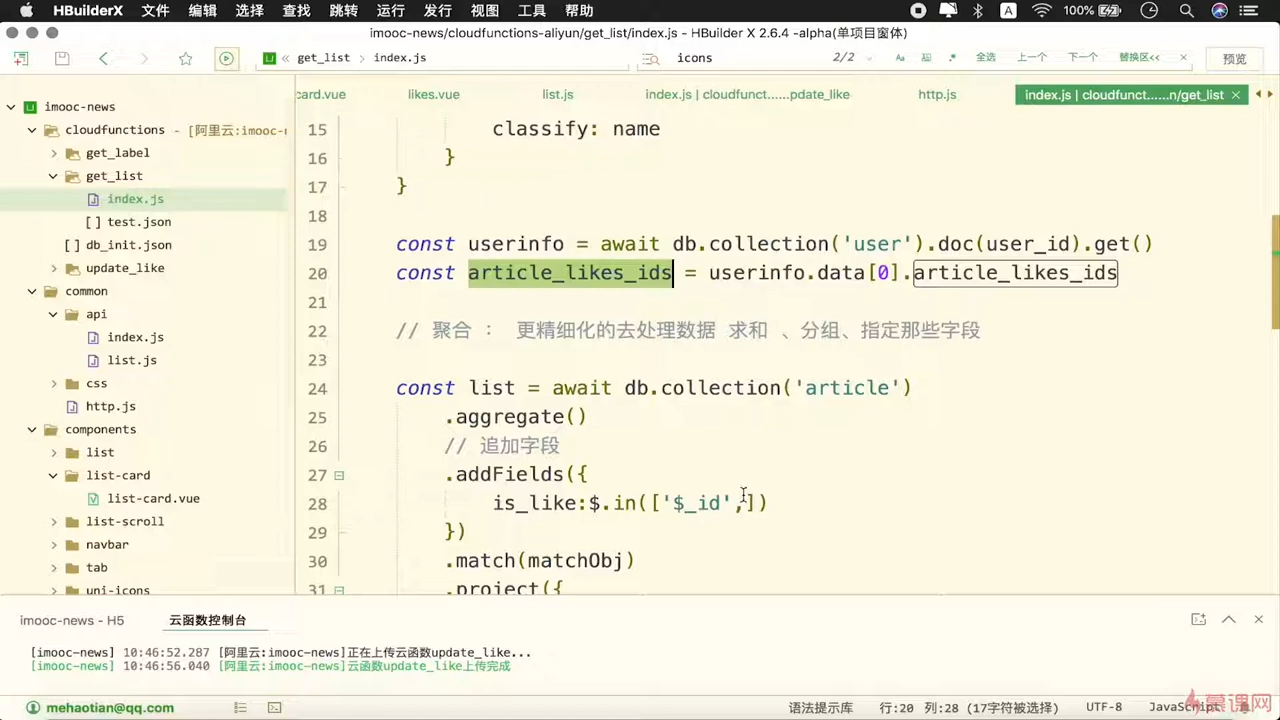 HBuilderX 文件 编辑 选择 查找 跳转 运行 发行 视图 工具 帮助 100%
imooc-news/cloudfunctions-aliyun/get_list/index.js - HBuilder X 2.6.4 -alpha(单项目窗口)
get_list index.js icons 2/2 Aa .* 全选 上一个 下一个 替换区<< 预览
card.vue likes.vue list.js index.js | cloudfunct......pdate_like http.js index.js | cloudfunct......n/get_list
imooc-news
cloudfunctions - [阿里云:imooc-n
get_label
get_list
index.js
[ ] test.json
[ ] db_init.json
update_like
common
api
index.js
list.js
css
http.js
components
list
list-card
list-card.vue
list-scroll
navbar
tab
uni-icons
15 classify: name
16 }
17 }
18
19 const userinfo = await db.collection('user').doc(user_id).get()
20 const article_likes_ids = userinfo.data[0].article_likes_ids
21
22 // 聚合 : 更精细化的去处理数据 求和 、分组、指定那些字段
23
24 const list = await db.collection('article')
25 .aggregate()
26 // 追加字段
27 .addFields({
28 is_like:$.in(['$_id',])
29 })
30 .match(matchObj)
31 .project({
imooc-news - H5 云函数控制台
[imooc-news] 10:46:52.287 [阿里云:imooc-news]正在上传云函数update_like...
[imooc-news] 10:46:56.040 [阿里云:imooc-news]云函数update_like上传完成
mehaotian@qq.com 语法提示库 行:20 列:28 (17字符被选择) UTF-8 JavaScript
慕课网